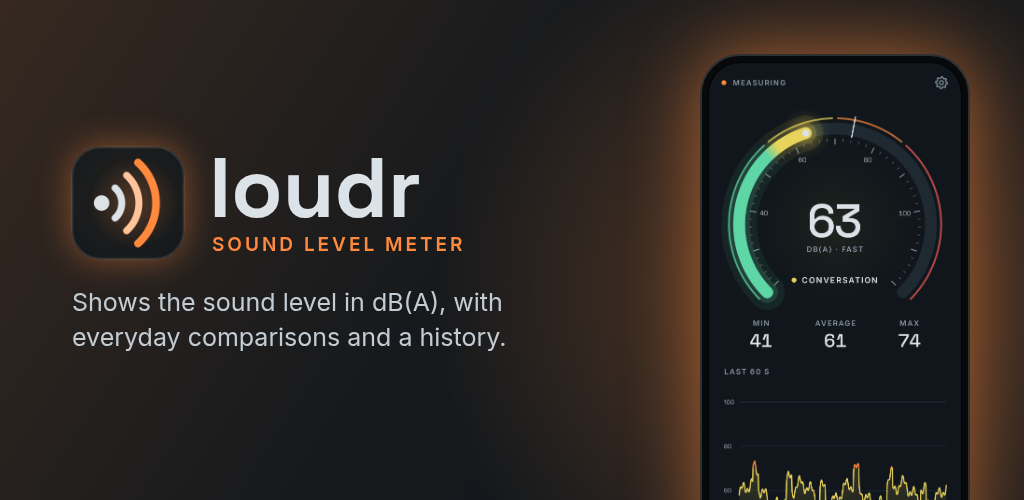 loudr
SOUND LEVEL METER
Shows the sound level in dB(A), with
everyday comparisons and a history.
MEASURING
60
80
40
100
63
DB(A) · FAST
CONVERSATION
MIN
AVERAGE
MAX
41
61
74
LAST 60 S
100
80
60